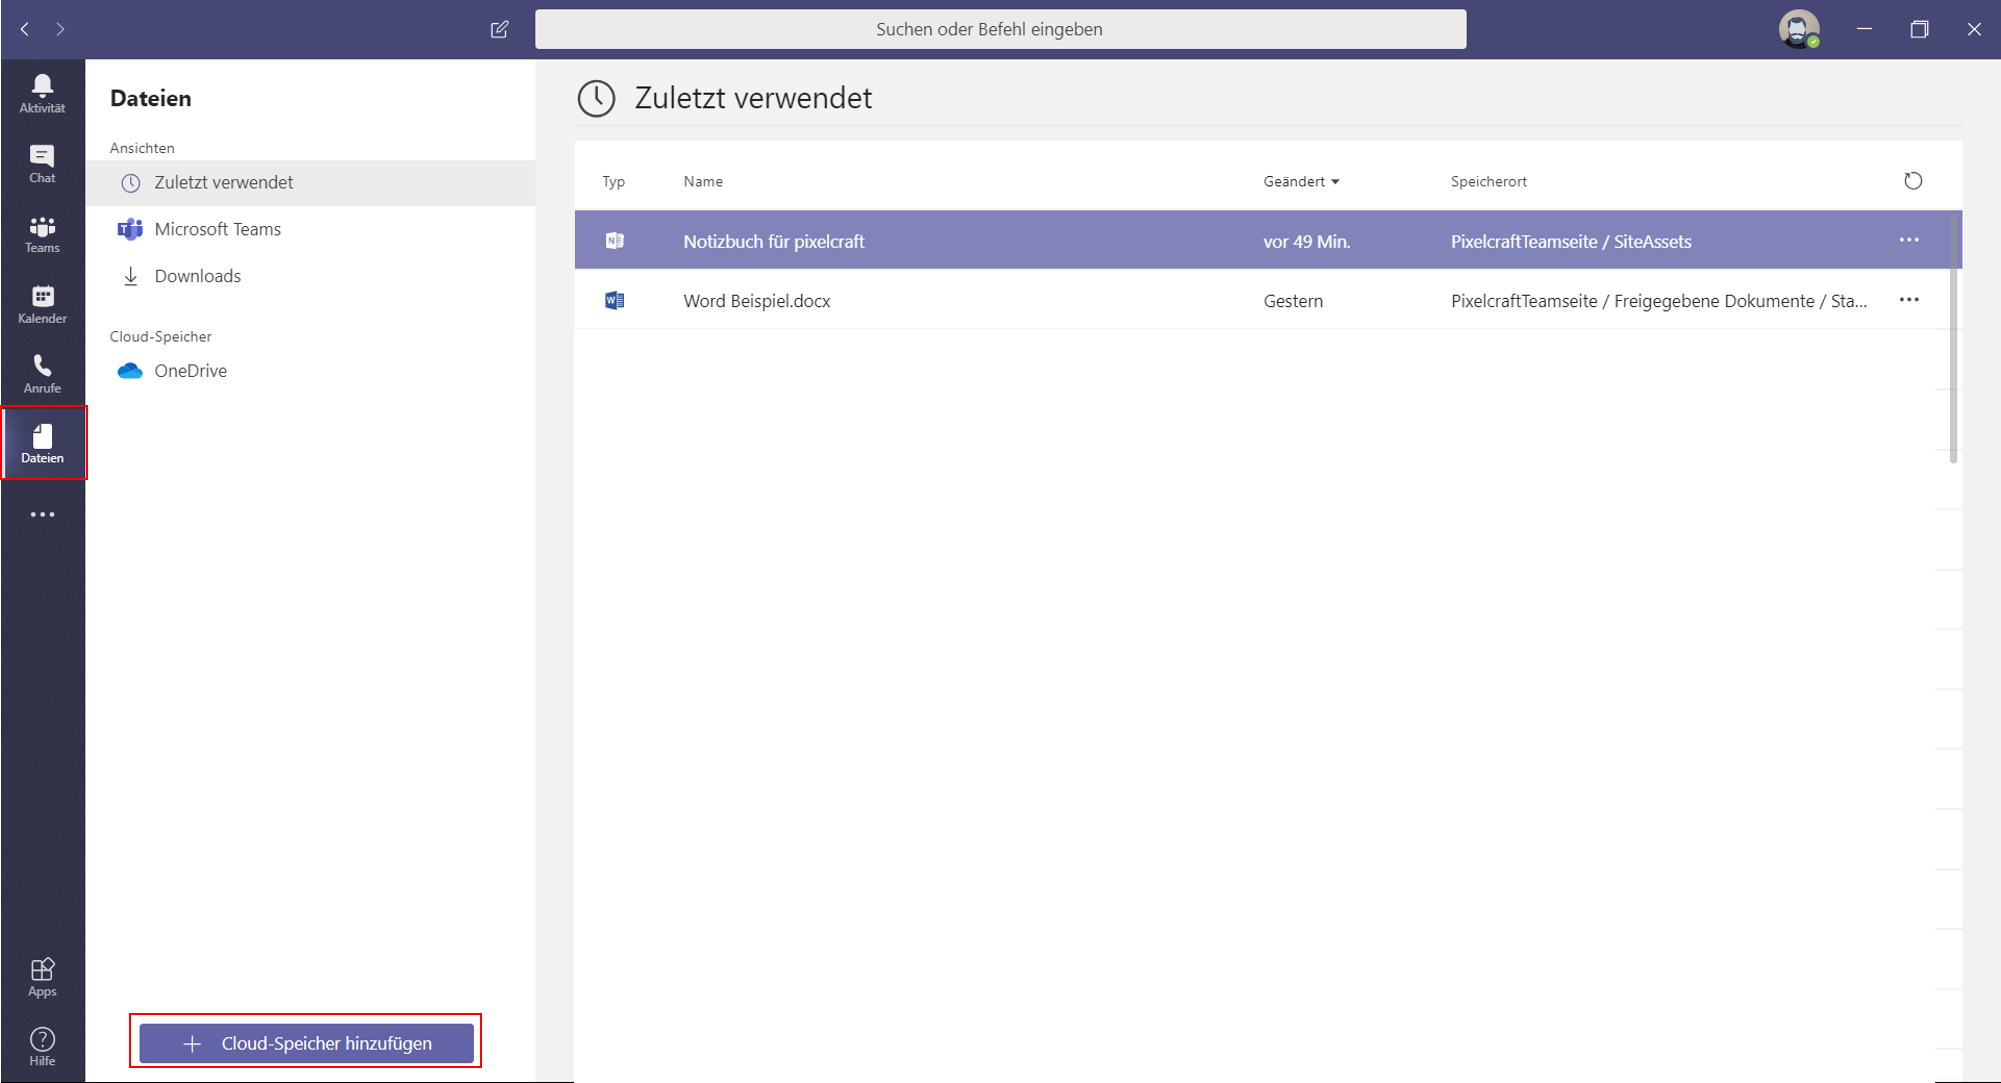 Suchen oder Befehl eingeben
Aktivität
Chat
Teams
Kalender
Anrufe
Dateien
Apps
Hilfe
Dateien
Ansichten
Zuletzt verwendet
Microsoft Teams
Downloads
Cloud-Speicher
OneDrive
Cloud-Speicher hinzufügen
Zuletzt verwendet
Typ Name Geändert Speicherort
Notizbuch für pixelcraft vor 49 Min. PixelcraftTeamseite / SiteAssets
Word Beispiel.docx Gestern PixelcraftTeamseite / Freigegebene Dokumente / Sta...